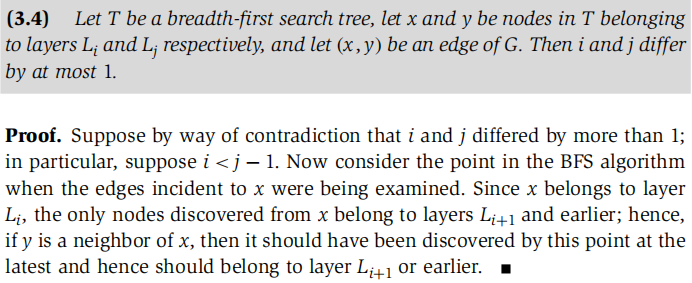 (3.4) Let T be a breadth-first search tree, let x and y be nodes in T belonging
to layers Lᵢ and Lⱼ respectively, and let (x, y) be an edge of G. Then i and j differ
by at most 1.
Proof. Suppose by way of contradiction that i and j differed by more than 1;
in particular, suppose i < j − 1. Now consider the point in the BFS algorithm
when the edges incident to x were being examined. Since x belongs to layer
Lᵢ, the only nodes discovered from x belong to layers Lᵢ₊₁ and earlier; hence,
if y is a neighbor of x, then it should have been discovered by this point at the
latest and hence should belong to layer Lᵢ₊₁ or earlier. ■